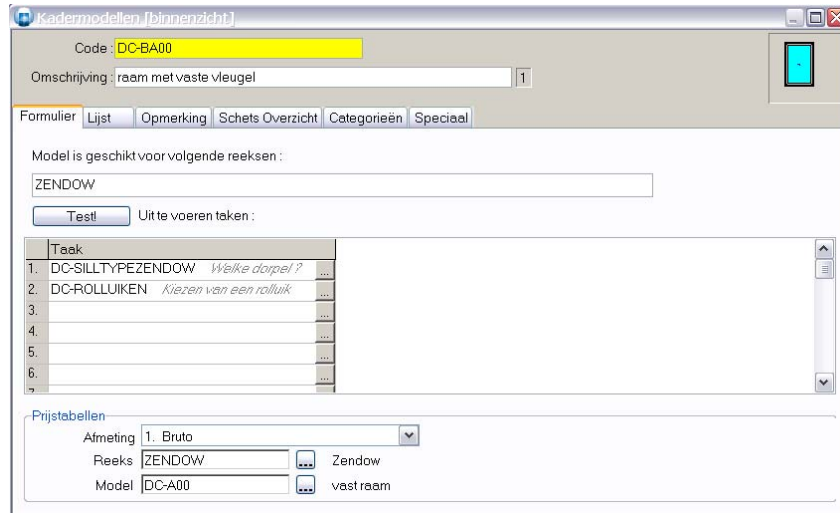 Kadermodellen [binnenzicht]
Code : DC-BA00
Omschrijving : raam met vaste vleugel 1
Formulier Lijst Opmerking Schets Overzicht Categorieën Speciaal
Model is geschikt voor volgende reeksen :
ZENDOW
Test! Uit te voeren taken :
Taak
1. DC-SILLTYPEZENDOW Welke dorpel ? ...
2. DC-ROLLUIKEN Kiezen van een rolluik ...
3. ...
4. ...
5. ...
6. ...
7.
Prijstabellen
Afmeting 1. Bruto
Reeks ZENDOW ... Zendow
Model DC-A00 ... vast raam